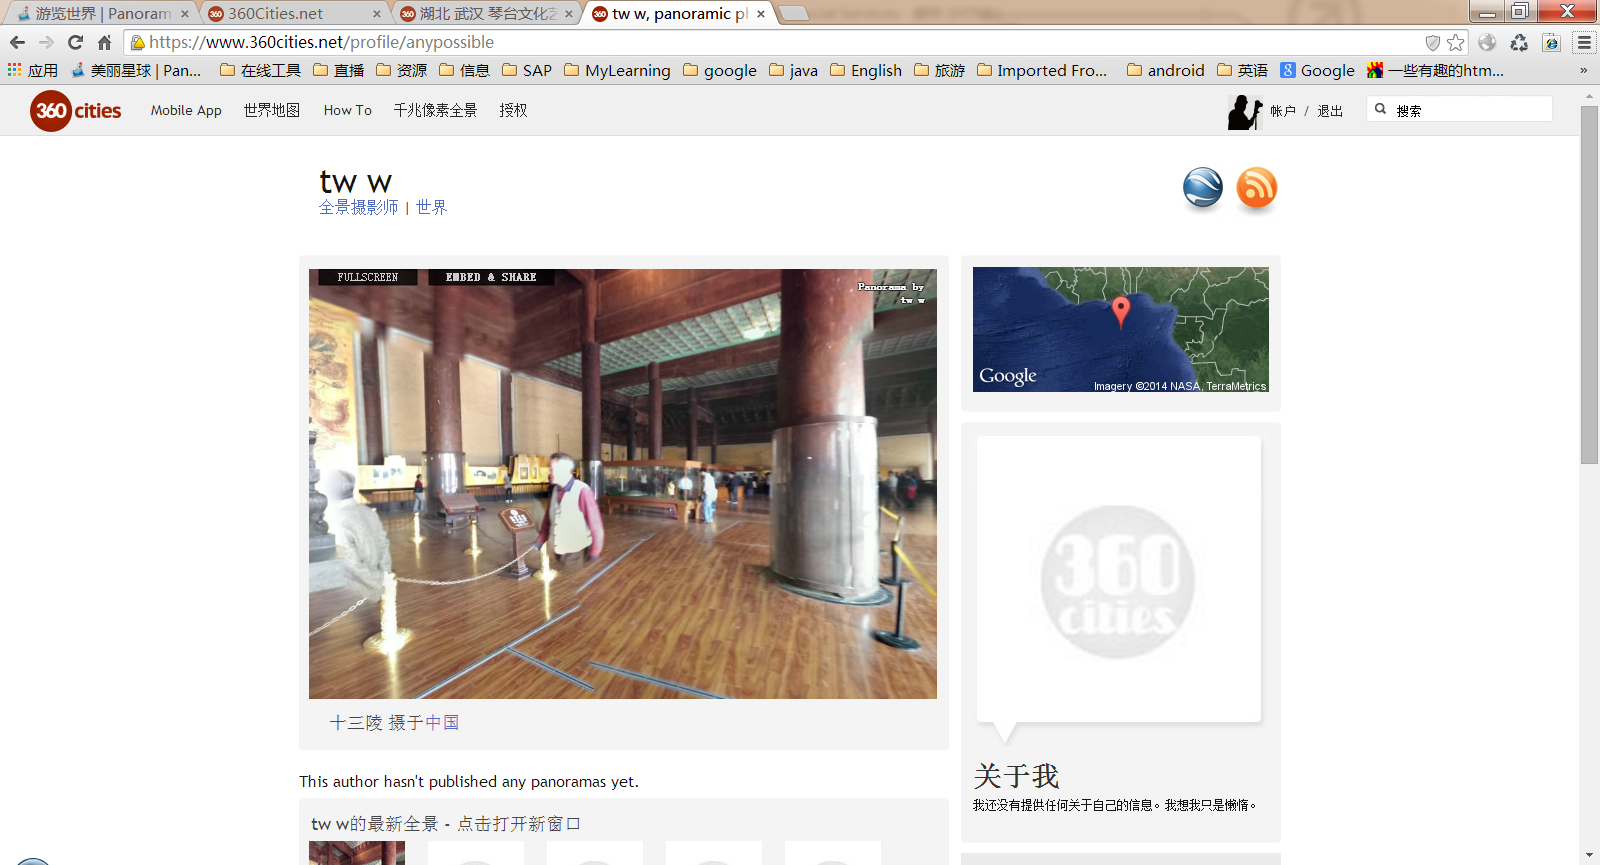 游览世界 | Panoram
360Cities.net
湖北 武汉 琴台文化艺
tw w, panoramic ph
https://www.360cities.net/profile/anypossible
应用
美丽星球 | Pan...
在线工具
直播
资源
信息
SAP
MyLearning
google
java
English
旅游
Imported Fro...
android
英语
Google
一些有趣的htm...
»
360 cities
Mobile App
世界地图
How To
千兆像素全景
授权
帐户 / 退出
搜索
tw w
全景摄影师 | 世界
FULLSCREEN
EMBED & SHARE
Panorama by
tw w
Google
Imagery ©2014 NASA, TerraMetrics
360
cities
十三陵 摄于中国
关于我
我还没有提供任何关于自己的信息。我想我只是懒惰。
This author hasn't published any panoramas yet.
tw w的最新全景 - 点击打开新窗口